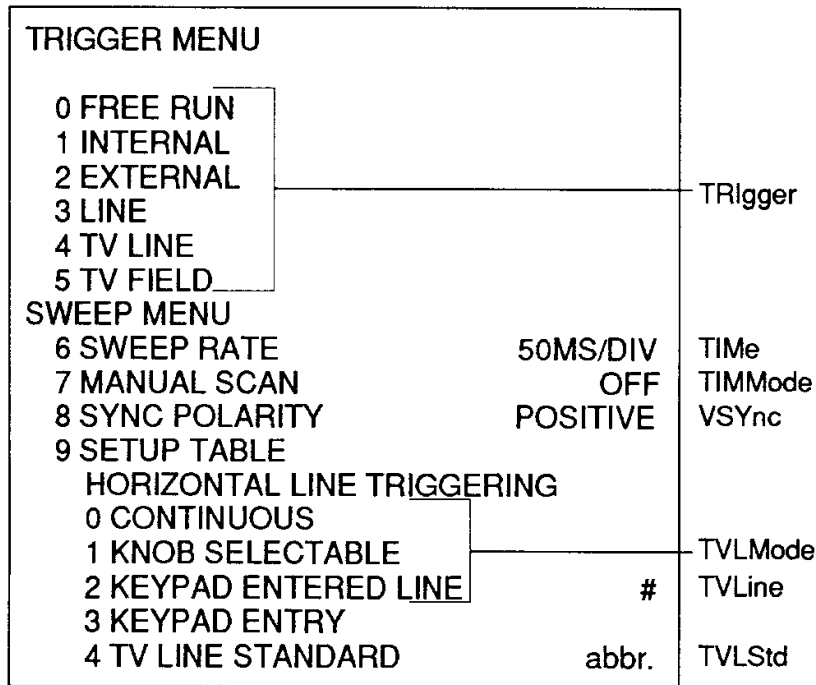 TRIGGER MENU
0 FREE RUN
1 INTERNAL
2 EXTERNAL
TRIgger
3 LINE
4 TV LINE
5 TV FIELD
SWEEP MENU
6 SWEEP RATE 50MS/DIV TIMe
7 MANUAL SCAN OFF TIMMode
8 SYNC POLARITY POSITIVE VSYnc
9 SETUP TABLE
HORIZONTAL LINE TRIGGERING
0 CONTINUOUS
1 KNOB SELECTABLE TVLMode
2 KEYPAD ENTERED LINE # TVLine
3 KEYPAD ENTRY
4 TV LINE STANDARD abbr. TVLStd